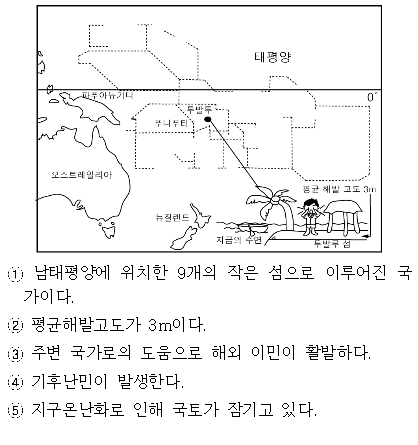 태평양
파푸아뉴기니
투발루
푸나푸티
0°
오스트레일리아
평균 해발 고도 3m
뉴질랜드
지금의 수면
투발루 섬
① 남태평양에 위치한 9개의 작은 섬으로 이루어진 국
가이다.
② 평균해발고도가 3m이다.
③ 주변 국가로의 도움으로 해외 이민이 활발하다.
④ 기후난민이 발생한다.
⑤ 지구온난화로 인해 국토가 잠기고 있다.